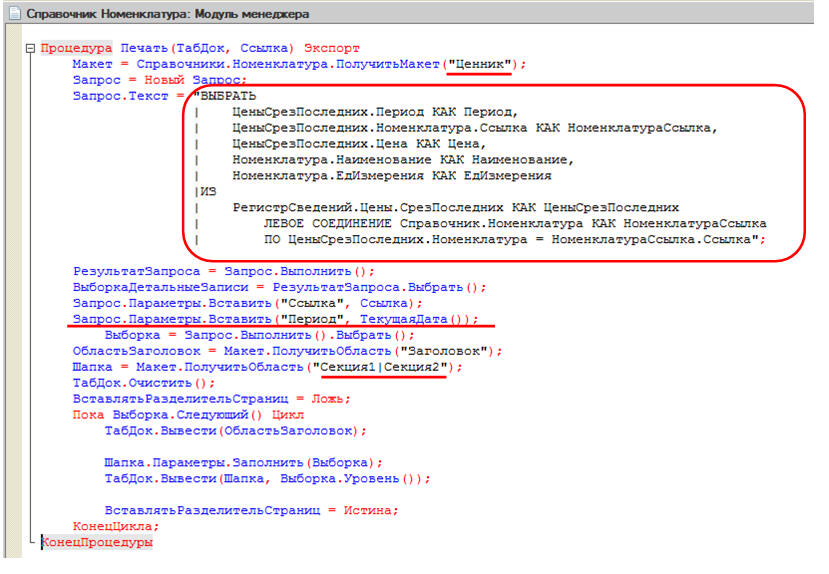 Справочник Номенклатура: Модуль менеджера
Процедура Печать(ТабДок, Ссылка) Экспорт
Макет = Справочники.Номенклатура.ПолучитьМакет("Ценник");
Запрос = Новый Запрос;
Запрос.Текст = "ВЫБРАТЬ
| ЦеныСрезПоследних.Период КАК Период,
| ЦеныСрезПоследних.Номенклатура.Ссылка КАК НоменклатураСсылка,
| ЦеныСрезПоследних.Цена КАК Цена,
| Номенклатура.Наименование КАК Наименование,
| Номенклатура.ЕдИзмерения КАК ЕдИзмерения
|ИЗ
| РегистрСведений.Цены.СрезПоследних КАК ЦеныСрезПоследних
| ЛЕВОЕ СОЕДИНЕНИЕ Справочник.Номенклатура КАК НоменклатураСсылка
| ПО ЦеныСрезПоследних.Номенклатура = НоменклатураСсылка.Ссылка";
РезультатЗапроса = Запрос.Выполнить();
ВыборкаДетальныеЗаписи = РезультатЗапроса.Выбрать();
Запрос.Параметры.Вставить("Ссылка", Ссылка);
Запрос.Параметры.Вставить("Период", ТекущаяДата());
Выборка = Запрос.Выполнить().Выбрать();
ОбластьЗаголовок = Макет.ПолучитьОбласть("Заголовок");
Шапка = Макет.ПолучитьОбласть("Секция1|Секция2");
ТабДок.Очистить();
ВставлятьРазделительСтраниц = Ложь;
Пока Выборка.Следующий() Цикл
ТабДок.Вывести(ОбластьЗаголовок);
Шапка.Параметры.Заполнить(Выборка);
ТабДок.Вывести(Шапка, Выборка.Уровень());
ВставлятьРазделительСтраниц = Истина;
КонецЦикла;
КонецПроцедуры